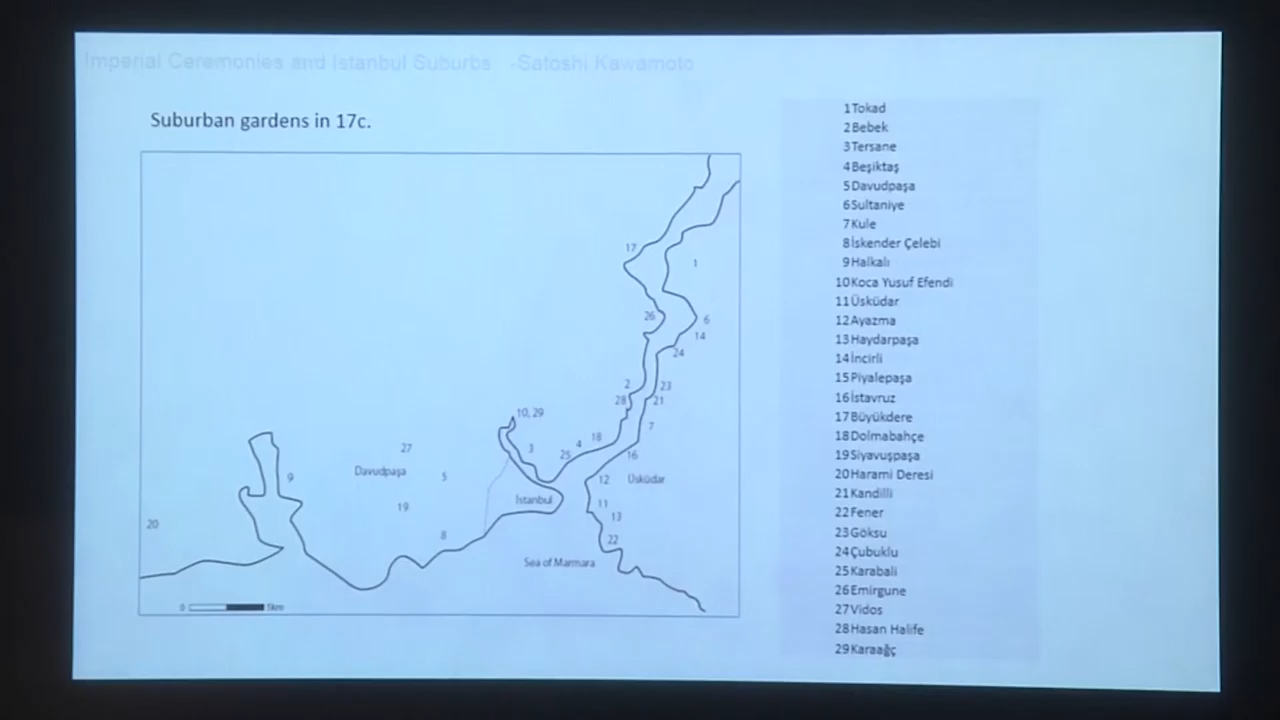 Imperial Ceremonies and Istanbul Suburbs -Satoshi Kawamoto
Suburban gardens in 17c.
17
1
26
6
14
24
2
23
28
21
10, 29
7
27
3
4
18
25
16
Davudpaşa
5
9
12
Üsküdar
İstanbul
19
11
13
20
8
22
Sea of Marmara
0
5km
1Tokad
2Bebek
3Tersane
4Beşiktaş
5Davudpaşa
6Sultaniye
7Kule
8İskender Çelebi
9Halkalı
10Koca Yusuf Efendi
11Üsküdar
12Ayazma
13Haydarpaşa
14İncirli
15Piyalepaşa
16İstavruz
17Büyükdere
18Dolmabahçe
19Siyavuşpaşa
20Harami Deresi
21Kandilli
22Fener
23Göksu
24Çubuklu
25Karabali
26Emirgune
27Vidos
28Hasan Halife
29Karaağç